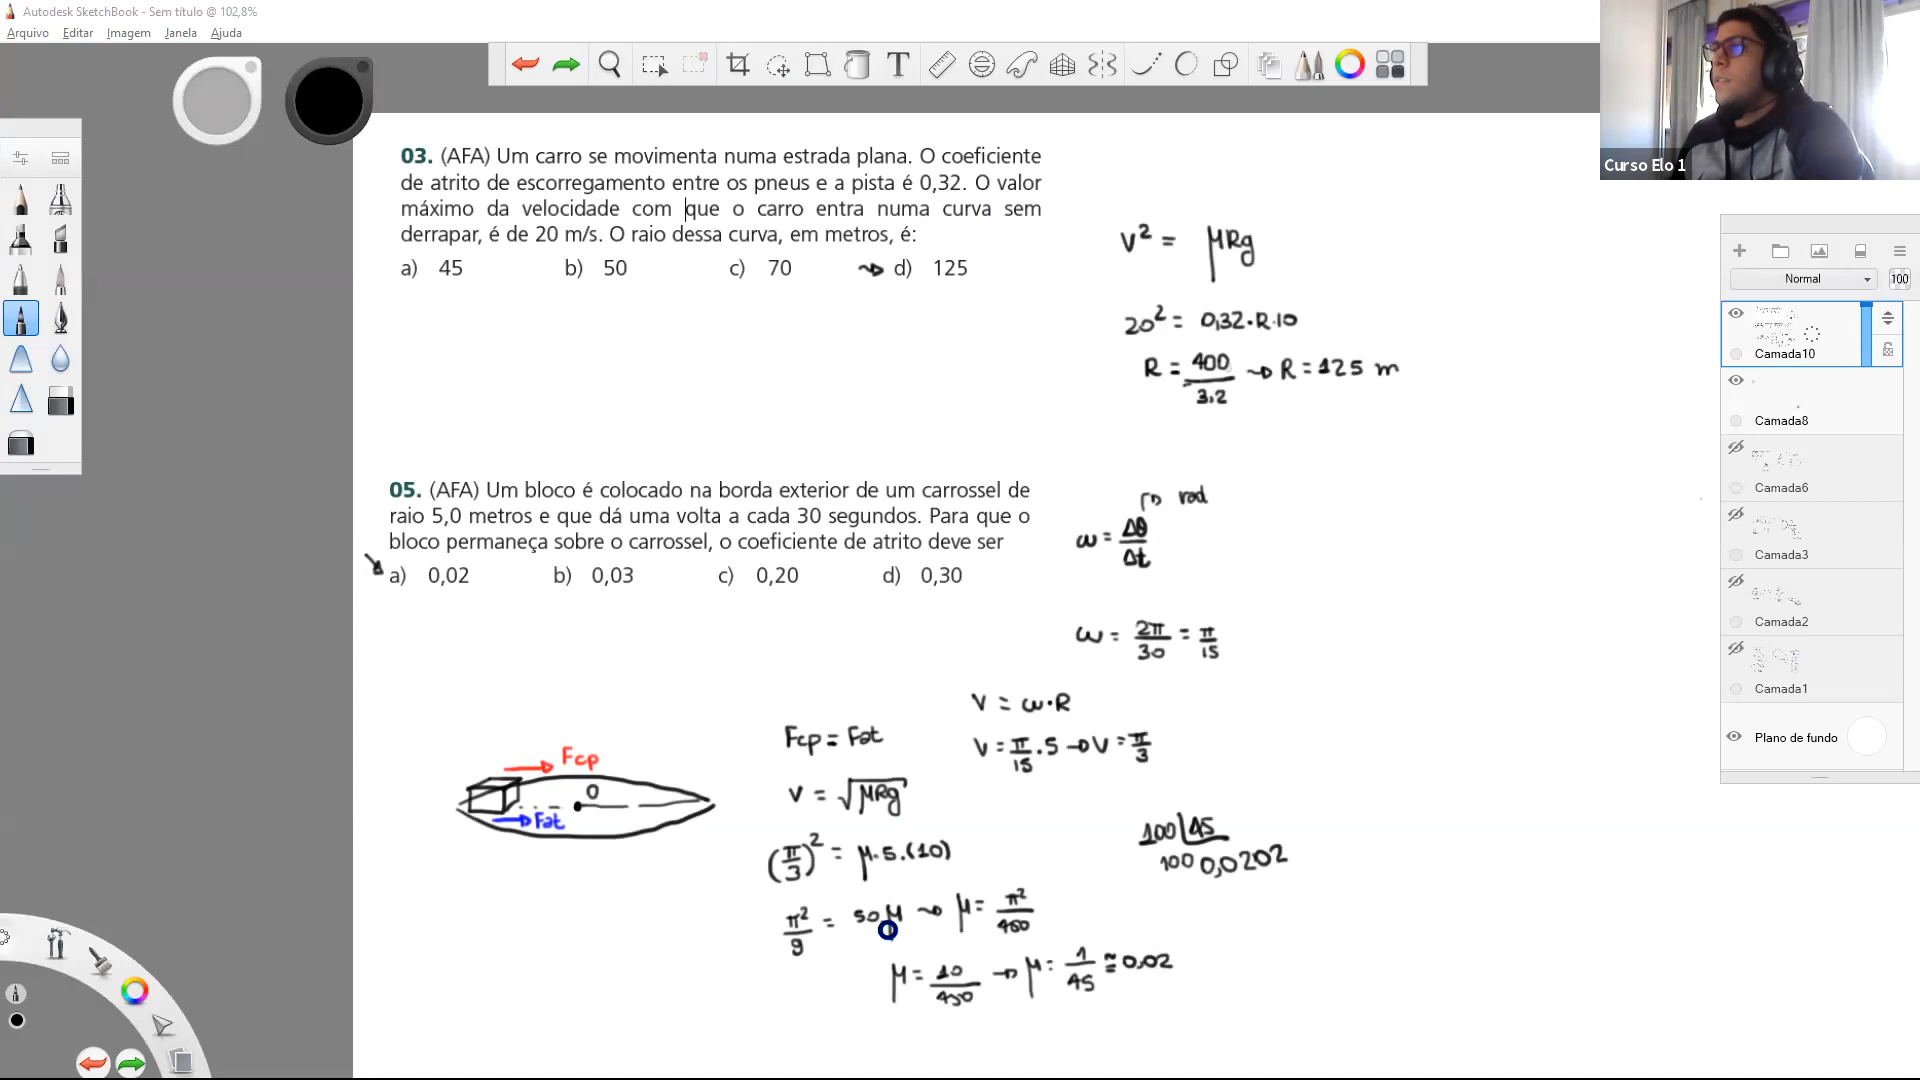 Autodesk SketchBook - Sem título @ 102,8%
Arquivo Editar Imagem Janela Ajuda
Curso Elo 1
03. (AFA) Um carro se movimenta numa estrada plana. O coeficiente
de atrito de escorregamento entre os pneus e a pista é 0,32. O valor
máximo da velocidade com que o carro entra numa curva sem
derrapar, é de 20 m/s. O raio dessa curva, em metros, é:
a) 45 b) 50 c) 70 d) 125
V² = μRg
20² = 0,32·R·10
R = 400/3,2 → R = 125 m
05. (AFA) Um bloco é colocado na borda exterior de um carrossel de
raio 5,0 metros e que dá uma volta a cada 30 segundos. Para que o
bloco permaneça sobre o carrossel, o coeficiente de atrito deve ser
a) 0,02 b) 0,03 c) 0,20 d) 0,30
→ rad
ω = Δθ/Δt
ω = 2π/30 = π/15
V = ω·R
V = π/15 · 5 → V = π/3
Fcp
O
Fat
Fcp = Fat
V = √μRg
(π/3)² = μ·5·(10)
π²/9 = 50μ → μ = π²/450
μ = 10/450 → μ = 1/45 ≅ 0,02
100 | 45
100 0,0202
Normal 100
Camada10
Camada8
Camada6
Camada3
Camada2
Camada1
Plano de fundo